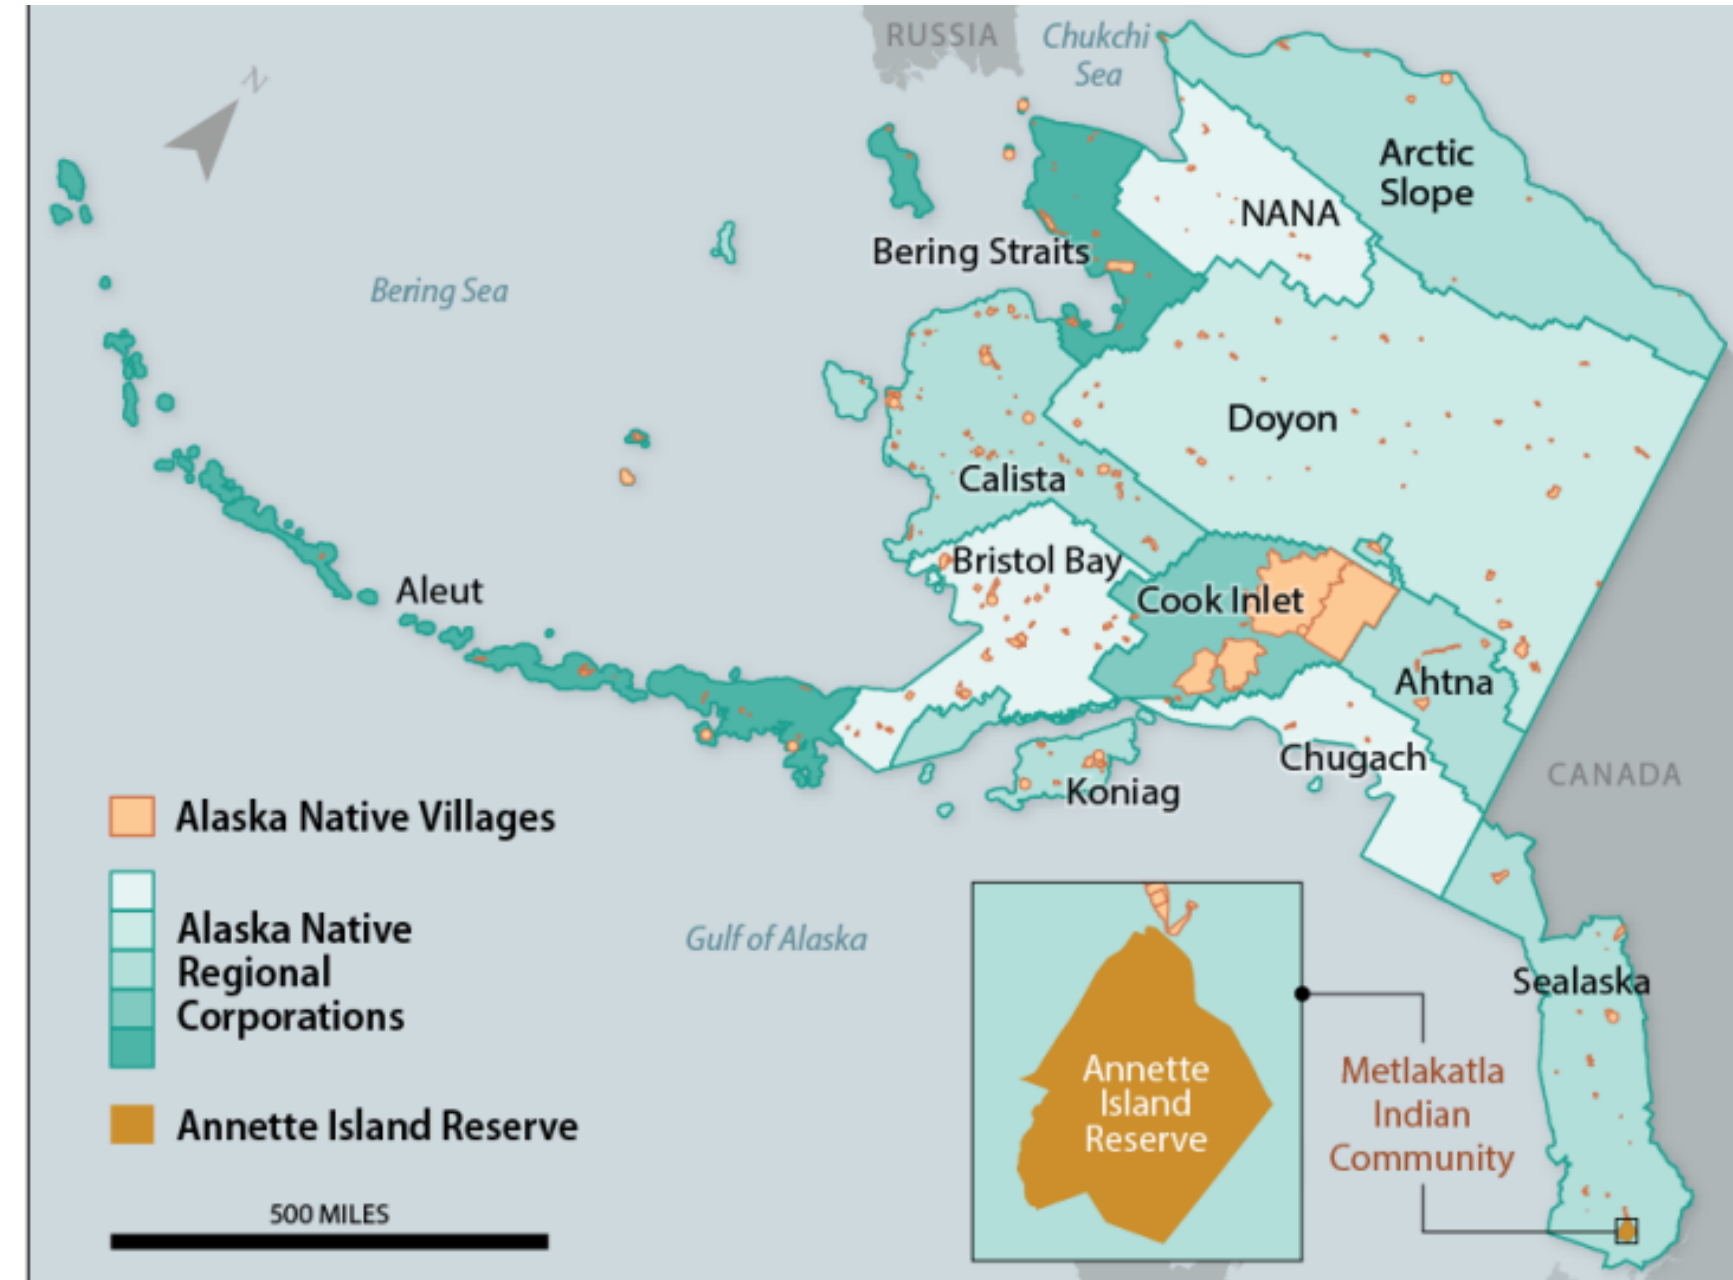 RUSSIA
Chukchi
Sea
N
Arctic
Slope
NANA
Bering Straits
Bering Sea
Doyon
Calista
Bristol Bay
Cook Inlet
Aleut
Ahtna
Chugach
CANADA
Koniag
Alaska Native Villages
Alaska Native
Regional
Corporations
Gulf of Alaska
Sealaska
Annette
Island
Reserve
Metlakatla
Indian
Community
Annette Island Reserve
500 MILES